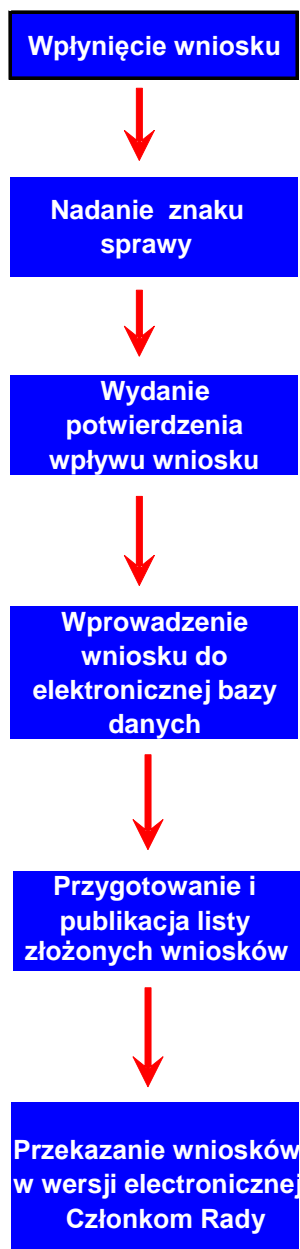 Wpłynięcie wniosku
Nadanie znaku
sprawy
Wydanie
potwierdzenia
wpływu wniosku
Wprowadzenie
wniosku do
elektronicznej bazy
danych
Przygotowanie i
publikacja listy
złożonych wniosków
Przekazanie wniosków
w wersji electronicznej
Członkom Rady